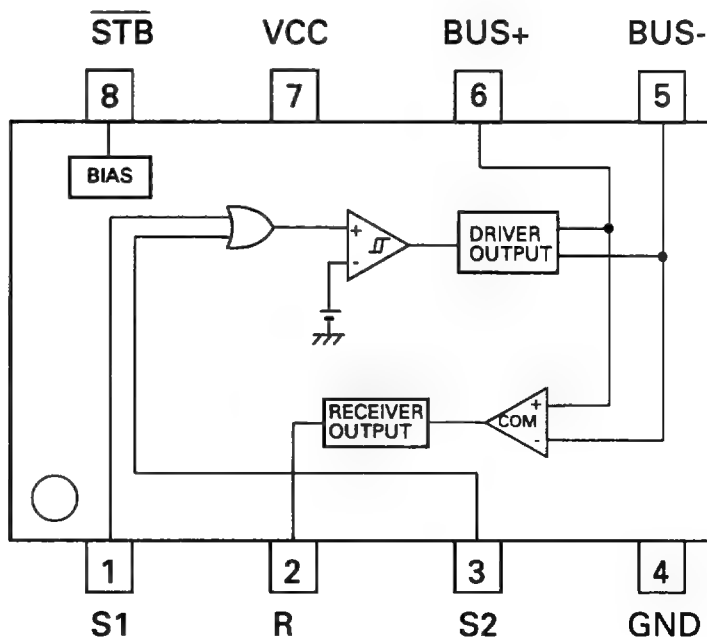 STB VCC BUS+ BUS-
8 7 6 5
BIAS
+
-
DRIVER
OUTPUT
RECEIVER
OUTPUT
COM
+
-
1 2 3 4
S1 R S2 GND